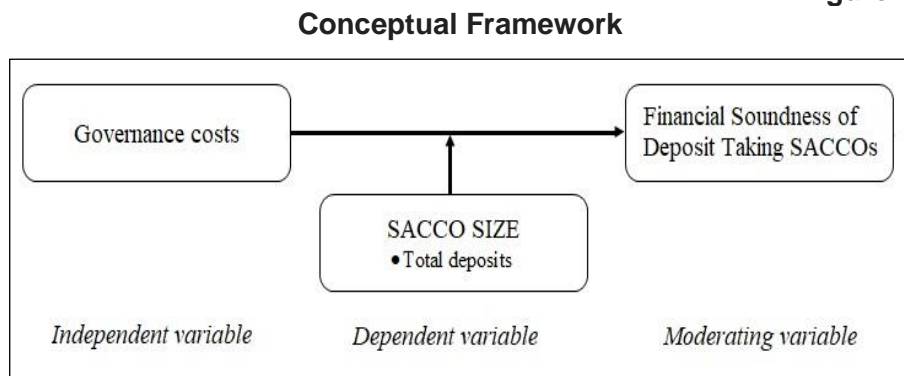 Conceptual Framework
Governance costs
Financial Soundness of
Deposit Taking SACCOs
SACCO SIZE
•Total deposits
Independent variable
Dependent variable
Moderating variable